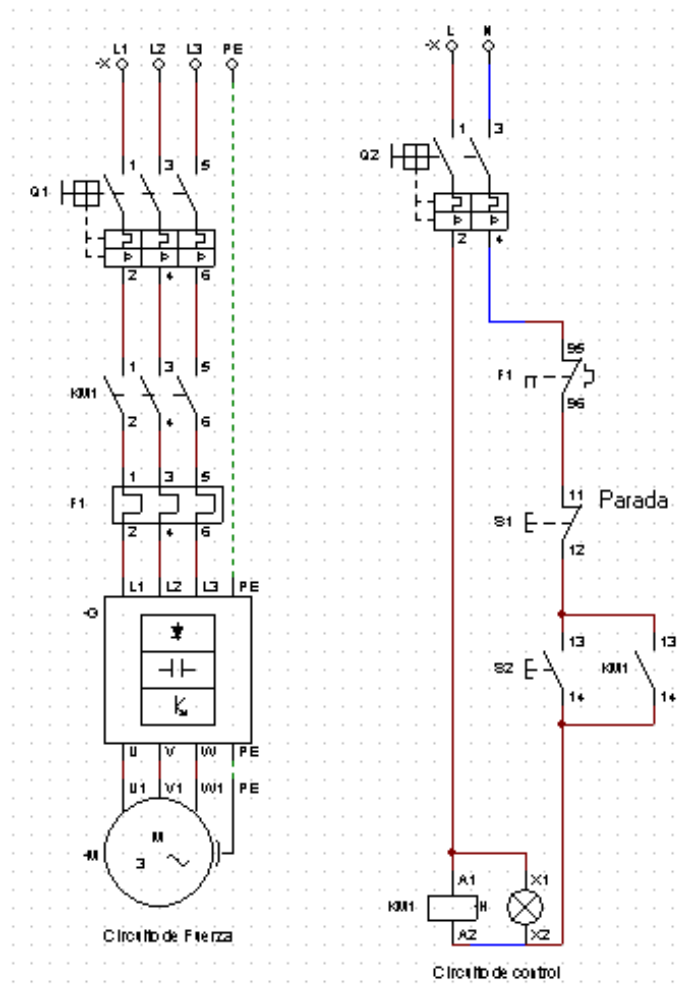 L1 L2 L3 PE
-X
1 3 5
Q1
2 4 6
1 3 5
KM1
2 4 6
1 3 5
F1
2 4 6
L1 L2 L3 PE
U V W PE
U1 V1 W1 PE
-M
M
3
Circuito de Fuerza
L N
-X
1 3
Q2
2 4
95
F1
96
11 Parada
S1
12
13 13
S2 KM1
14 14
A1 X1
KM1
A2 X2
Circuito de control